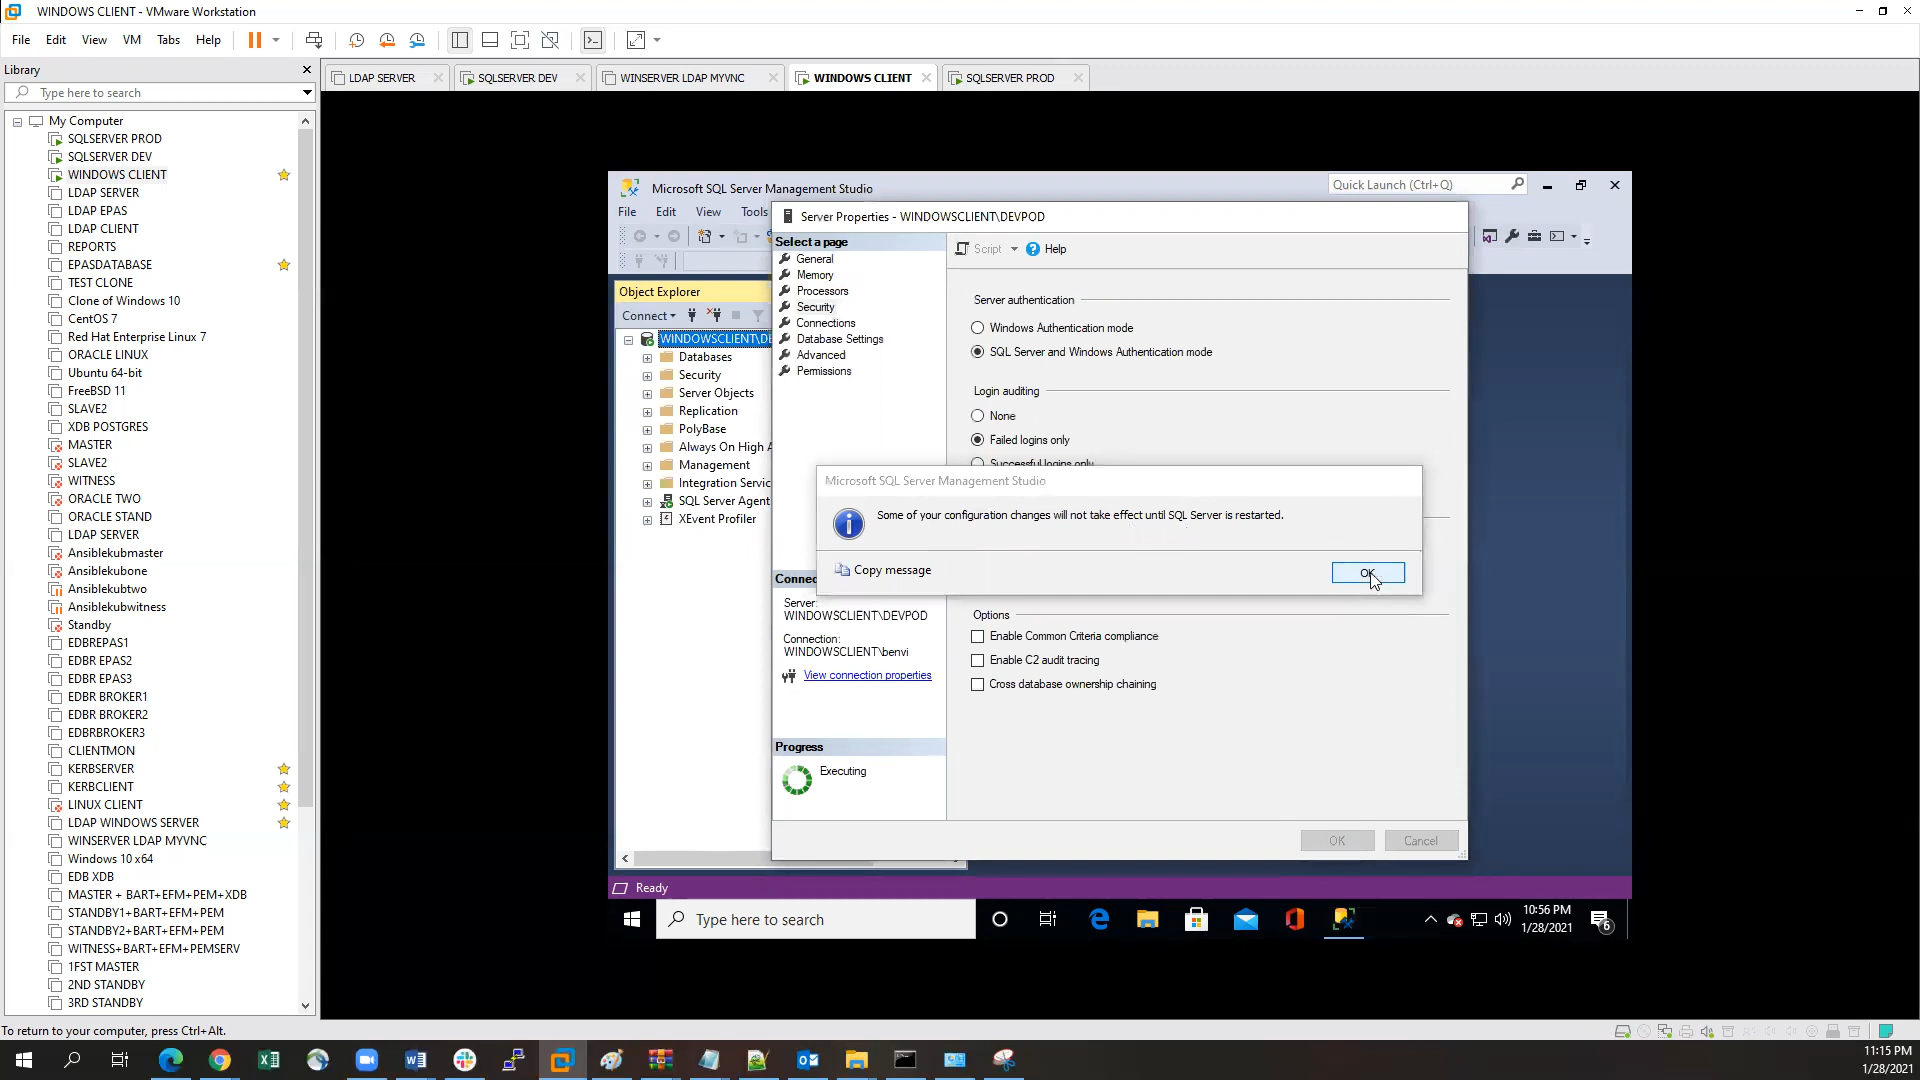 WINDOWS CLIENT - VMware Workstation
File Edit View VM Tabs Help
Library
Type here to search
My Computer
SQLSERVER PROD
SQLSERVER DEV
WINDOWS CLIENT
LDAP SERVER
LDAP EPAS
LDAP CLIENT
REPORTS
EPASDATABASE
TEST CLONE
Clone of Windows 10
CentOS 7
Red Hat Enterprise Linux 7
ORACLE LINUX
Ubuntu 64-bit
FreeBSD 11
SLAVE2
XDB POSTGRES
MASTER
SLAVE2
WITNESS
ORACLE TWO
ORACLE STAND
LDAP SERVER
Ansiblekubmaster
Ansiblekubone
Ansiblekubtwo
Ansiblekubwitness
Standby
EDBREPAS1
EDBR EPAS2
EDBR EPAS3
EDBR BROKER1
EDBR BROKER2
EDBRBROKER3
CLIENTMON
KERBSERVER
KERBCLIENT
LINUX CLIENT
LDAP WINDOWS SERVER
WINSERVER LDAP MYVNC
Windows 10 x64
EDB XDB
MASTER + BART+EFM+PEM+XDB
STANDBY1+BART+EFM+PEM
STANDBY2+BART+EFM+PEM
WITNESS+BART+EFM+PEMSERV
1FST MASTER
2ND STANDBY
3RD STANDBY
LDAP SERVER SQLSERVER DEV WINSERVER LDAP MYVNC WINDOWS CLIENT SQLSERVER PROD
Microsoft SQL Server Management Studio
Quick Launch (Ctrl+Q)
File Edit View Tools
Object Explorer
Connect
WINDOWSCLIENT\DE
Databases
Security
Server Objects
Replication
PolyBase
Always On High A
Management
Integration Servic
SQL Server Agent
XEvent Profiler
Server Properties - WINDOWSCLIENT\DEVPOD
Select a page
General
Memory
Processors
Security
Connections
Database Settings
Advanced
Permissions
Script Help
Server authentication
Windows Authentication mode
SQL Server and Windows Authentication mode
Login auditing
None
Failed logins only
Successful logins only
Microsoft SQL Server Management Studio
Some of your configuration changes will not take effect until SQL Server is restarted.
Copy message
OK
Connec
Server:
WINDOWSCLIENT\DEVPOD
Connection:
WINDOWSCLIENT\benvi
View connection properties
Progress
Executing
Options
Enable Common Criteria compliance
Enable C2 audit tracing
Cross database ownership chaining
OK Cancel
Ready
Type here to search
10:56 PM
1/28/2021
6
To return to your computer, press Ctrl+Alt.
11:15 PM
1/28/2021